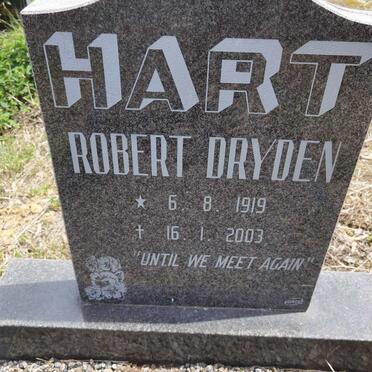 HART
ROBERT DRYDEN
★ 6. 8. 1919
† 16. 1. 2003
"UNTIL WE MEET AGAIN"